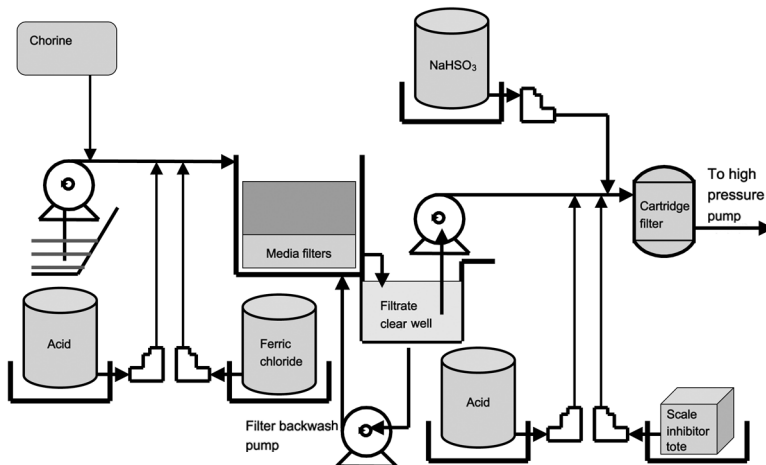 Chorine
NaHSO₃
To high
pressure
pump
Cartridge
filter
Media filters
Filtrate
clear well
Acid
Ferric
chloride
Filter backwash
pump
Acid
Scale
inhibitor
tote